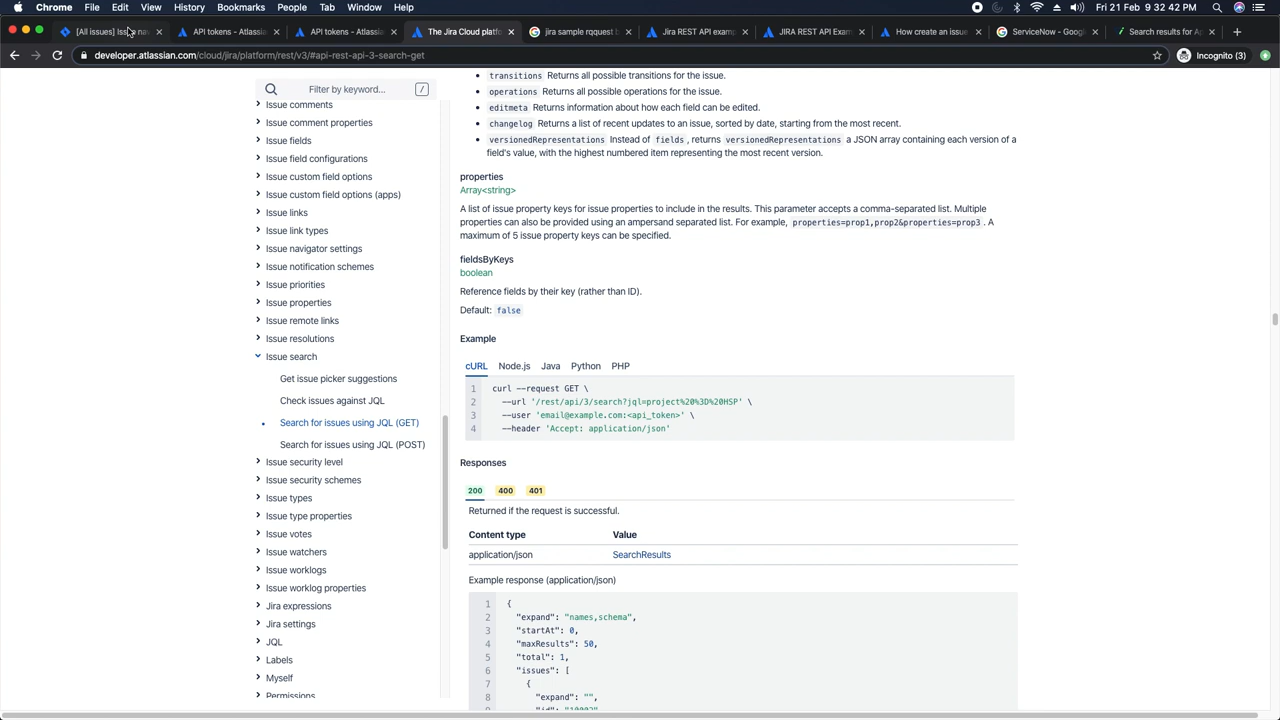 Chrome File Edit View History Bookmarks People Tab Window Help Fri 21 Feb 9 32 42 PM
[All issues] Issue nav
API tokens - Atlassian
API tokens - Atlassian
The Jira Cloud platfo
jira sample rqquest b
Jira REST API examp
JIRA REST API Exam
How create an issue
ServiceNow - Google
Search results for Ap
developer.atlassian.com/cloud/jira/platform/rest/v3/#api-rest-api-3-search-get
Incognito (3)
Filter by keyword... /
Issue comments
Issue comment properties
Issue fields
Issue field configurations
Issue custom field options
Issue custom field options (apps)
Issue links
Issue link types
Issue navigator settings
Issue notification schemes
Issue priorities
Issue properties
Issue remote links
Issue resolutions
Issue search
Get issue picker suggestions
Check issues against JQL
Search for issues using JQL (GET)
Search for issues using JQL (POST)
Issue security level
Issue security schemes
Issue types
Issue type properties
Issue votes
Issue watchers
Issue worklogs
Issue worklog properties
Jira expressions
Jira settings
JQL
Labels
Myself
Permissions
• transitions Returns all possible transitions for the issue.
• operations Returns all possible operations for the issue.
• editmeta Returns information about how each field can be edited.
• changelog Returns a list of recent updates to an issue, sorted by date, starting from the most recent.
• versionedRepresentations Instead of fields , returns versionedRepresentations a JSON array containing each version of a
field's value, with the highest numbered item representing the most recent version.
properties
Array<string>
A list of issue property keys for issue properties to include in the results. This parameter accepts a comma-separated list. Multiple
properties can also be provided using an ampersand separated list. For example, properties=prop1,prop2&properties=prop3 . A
maximum of 5 issue property keys can be specified.
fieldsByKeys
boolean
Reference fields by their key (rather than ID).
Default: false
Example
cURL Node.js Java Python PHP
1 curl --request GET \
2 --url '/rest/api/3/search?jql=project%20%3D%20HSP' \
3 --user 'email@example.com:<api_token>' \
4 --header 'Accept: application/json'
Responses
200 400 401
Returned if the request is successful.
Content type Value
application/json SearchResults
Example response (application/json)
1 {
2 "expand": "names,schema",
3 "startAt": 0,
4 "maxResults": 50,
5 "total": 1,
6 "issues": [
7 {
8 "expand": "",
9 "id": "10002",